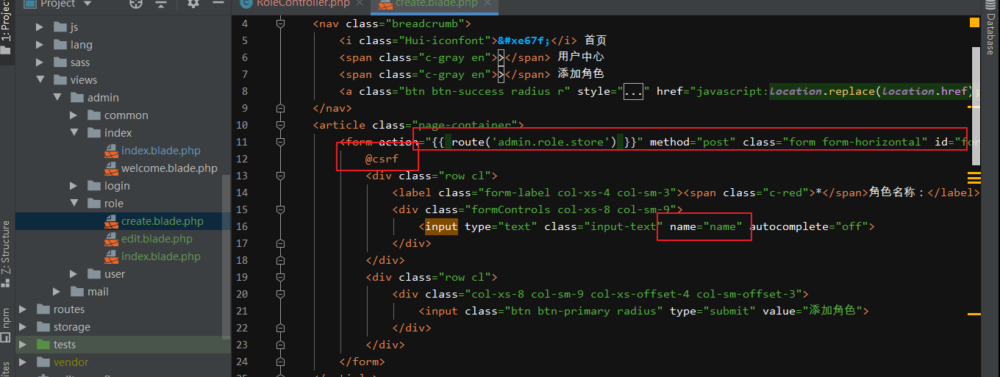 Project
RoleController.php
create.blade.php
1: Project
Z: Structure
npm
Database
js
lang
sass
views
admin
common
index
index.blade.php
welcome.blade.php
login
role
create.blade.php
edit.blade.php
index.blade.php
user
mail
routes
storage
tests
vendor
4 <nav class="breadcrumb">
5 <i class="Hui-iconfont">&#xe67f;</i> 首页
6 <span class="c-gray en">></span> 用户中心
7 <span class="c-gray en">></span> 添加角色
8 <a class="btn btn-success radius r" style="..." href="javascript:location.replace(location.href);
9 </nav>
10 <article class="page-container">
11 <form action="{{ route('admin.role.store') }}" method="post" class="form form-horizontal" id="for
12 @csrf
13 <div class="row cl">
14 <label class="form-label col-xs-4 col-sm-3"><span class="c-red">*</span>角色名称：</label>
15 <div class="formControls col-xs-8 col-sm-9">
16 <input type="text" class="input-text" name="name" autocomplete="off">
17 </div>
18 </div>
19 <div class="row cl">
20 <div class="col-xs-8 col-sm-9 col-xs-offset-4 col-sm-offset-3">
21 <input class="btn btn-primary radius" type="submit" value="添加角色">
22 </div>
23 </div>
24 </form>